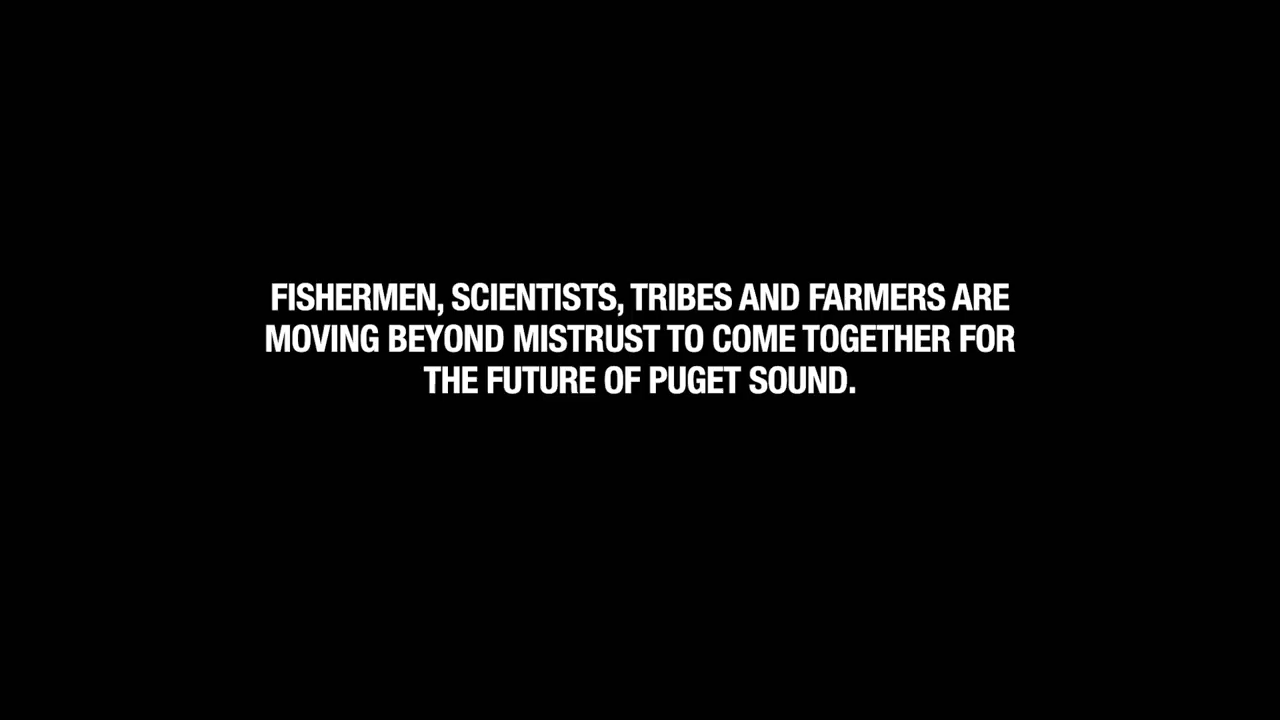 FISHERMEN, SCIENTISTS, TRIBES AND FARMERS ARE
MOVING BEYOND MISTRUST TO COME TOGETHER FOR
THE FUTURE OF PUGET SOUND.